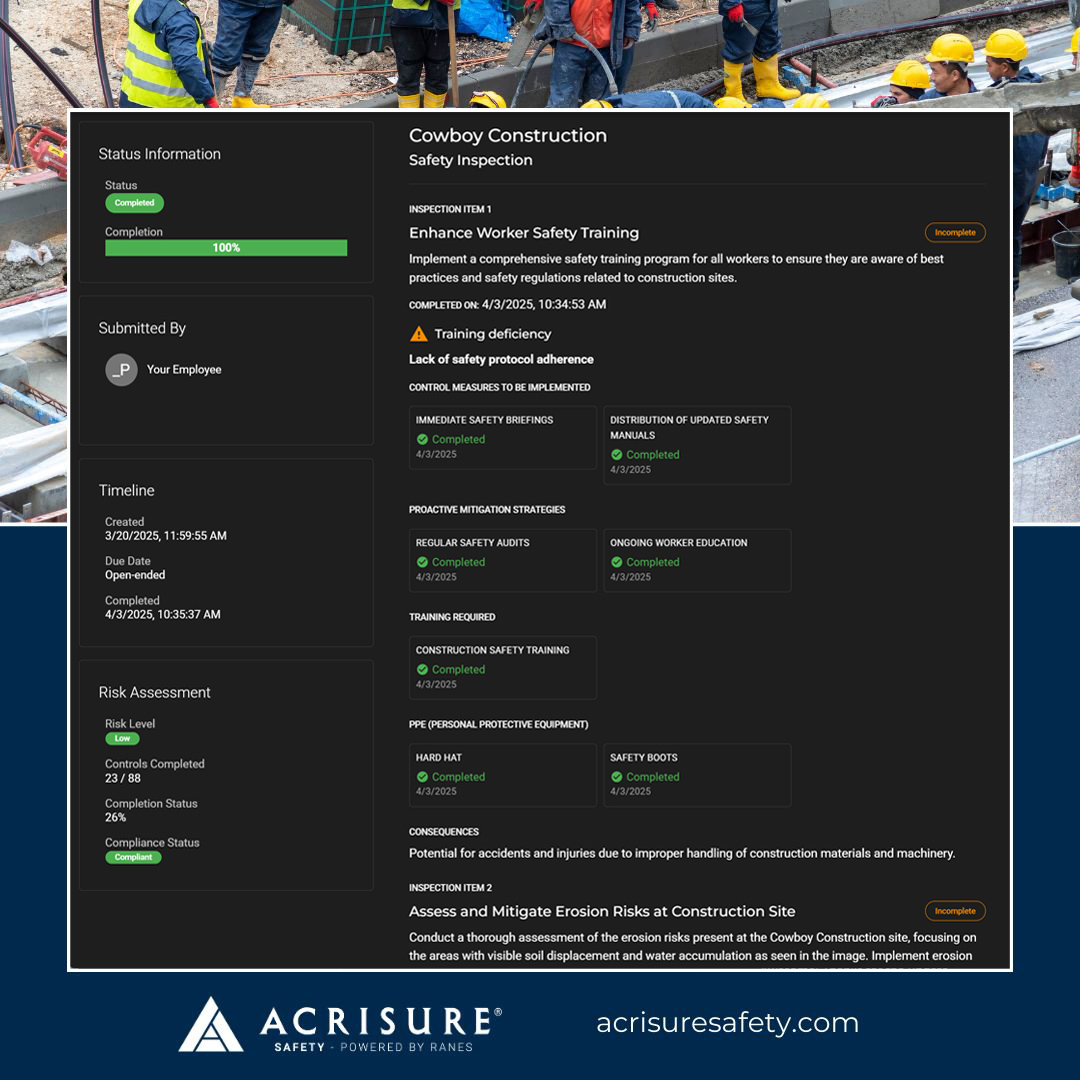 Status Information
Status
Completed
Completion
100%
Submitted By
_P
Your Employee
Timeline
Created
3/20/2025, 11:59:55 AM
Due Date
Open-ended
Completed
4/3/2025, 10:35:37 AM
Risk Assessment
Risk Level
Low
Controls Completed
23 / 88
Completion Status
26%
Compliance Status
Compliant
Cowboy Construction
Safety Inspection
INSPECTION ITEM 1
Enhance Worker Safety Training
Incomplete
Implement a comprehensive safety training program for all workers to ensure they are aware of best
practices and safety regulations related to construction sites.
COMPLETED ON: 4/3/2025, 10:34:53 AM
Training deficiency
Lack of safety protocol adherence
CONTROL MEASURES TO BE IMPLEMENTED
IMMEDIATE SAFETY BRIEFINGS
Completed
4/3/2025
DISTRIBUTION OF UPDATED SAFETY
MANUALS
Completed
4/3/2025
PROACTIVE MITIGATION STRATEGIES
REGULAR SAFETY AUDITS
Completed
4/3/2025
ONGOING WORKER EDUCATION
Completed
4/3/2025
TRAINING REQUIRED
CONSTRUCTION SAFETY TRAINING
Completed
4/3/2025
PPE (PERSONAL PROTECTIVE EQUIPMENT)
HARD HAT
Completed
4/3/2025
SAFETY BOOTS
Completed
4/3/2025
CONSEQUENCES
Potential for accidents and injuries due to improper handling of construction materials and machinery.
INSPECTION ITEM 2
Assess and Mitigate Erosion Risks at Construction Site
Incomplete
Conduct a thorough assessment of the erosion risks present at the Cowboy Construction site, focusing on
the areas with visible soil displacement and water accumulation as seen in the image. Implement erosion
ACRISURE®
SAFETY - POWERED BY RANES
acrisuresafety.com